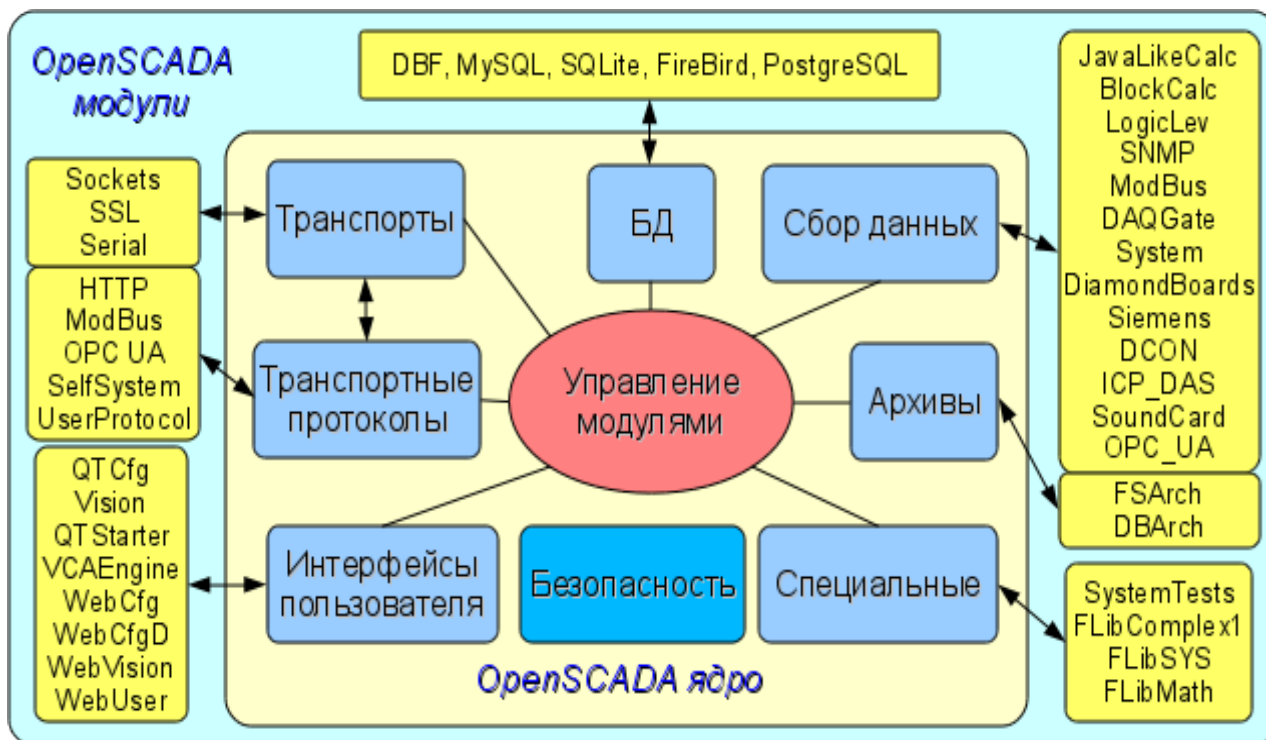 OpenSCADA
модули
DBF, MySQL, SQLite, FireBird, PostgreSQL
JavaLikeCalc
BlockCalc
LogicLev
SNMP
ModBus
DAQGate
System
DiamondBoards
Siemens
DCON
ICP_DAS
SoundCard
OPC_UA
Sockets
SSL
Serial
Транспорты
БД
Сбор данных
HTTP
ModBus
OPC UA
SelfSystem
UserProtocol
Транспортные
протоколы
Управление
модулями
Архивы
FSArch
DBArch
QTCfg
Vision
QTStarter
VCAEngine
WebCfg
WebCfgD
WebVision
WebUser
Интерфейсы
пользователя
Безопасность
Специальные
SystemTests
FLibComplex1
FLibSYS
FLibMath
OpenSCADA ядро